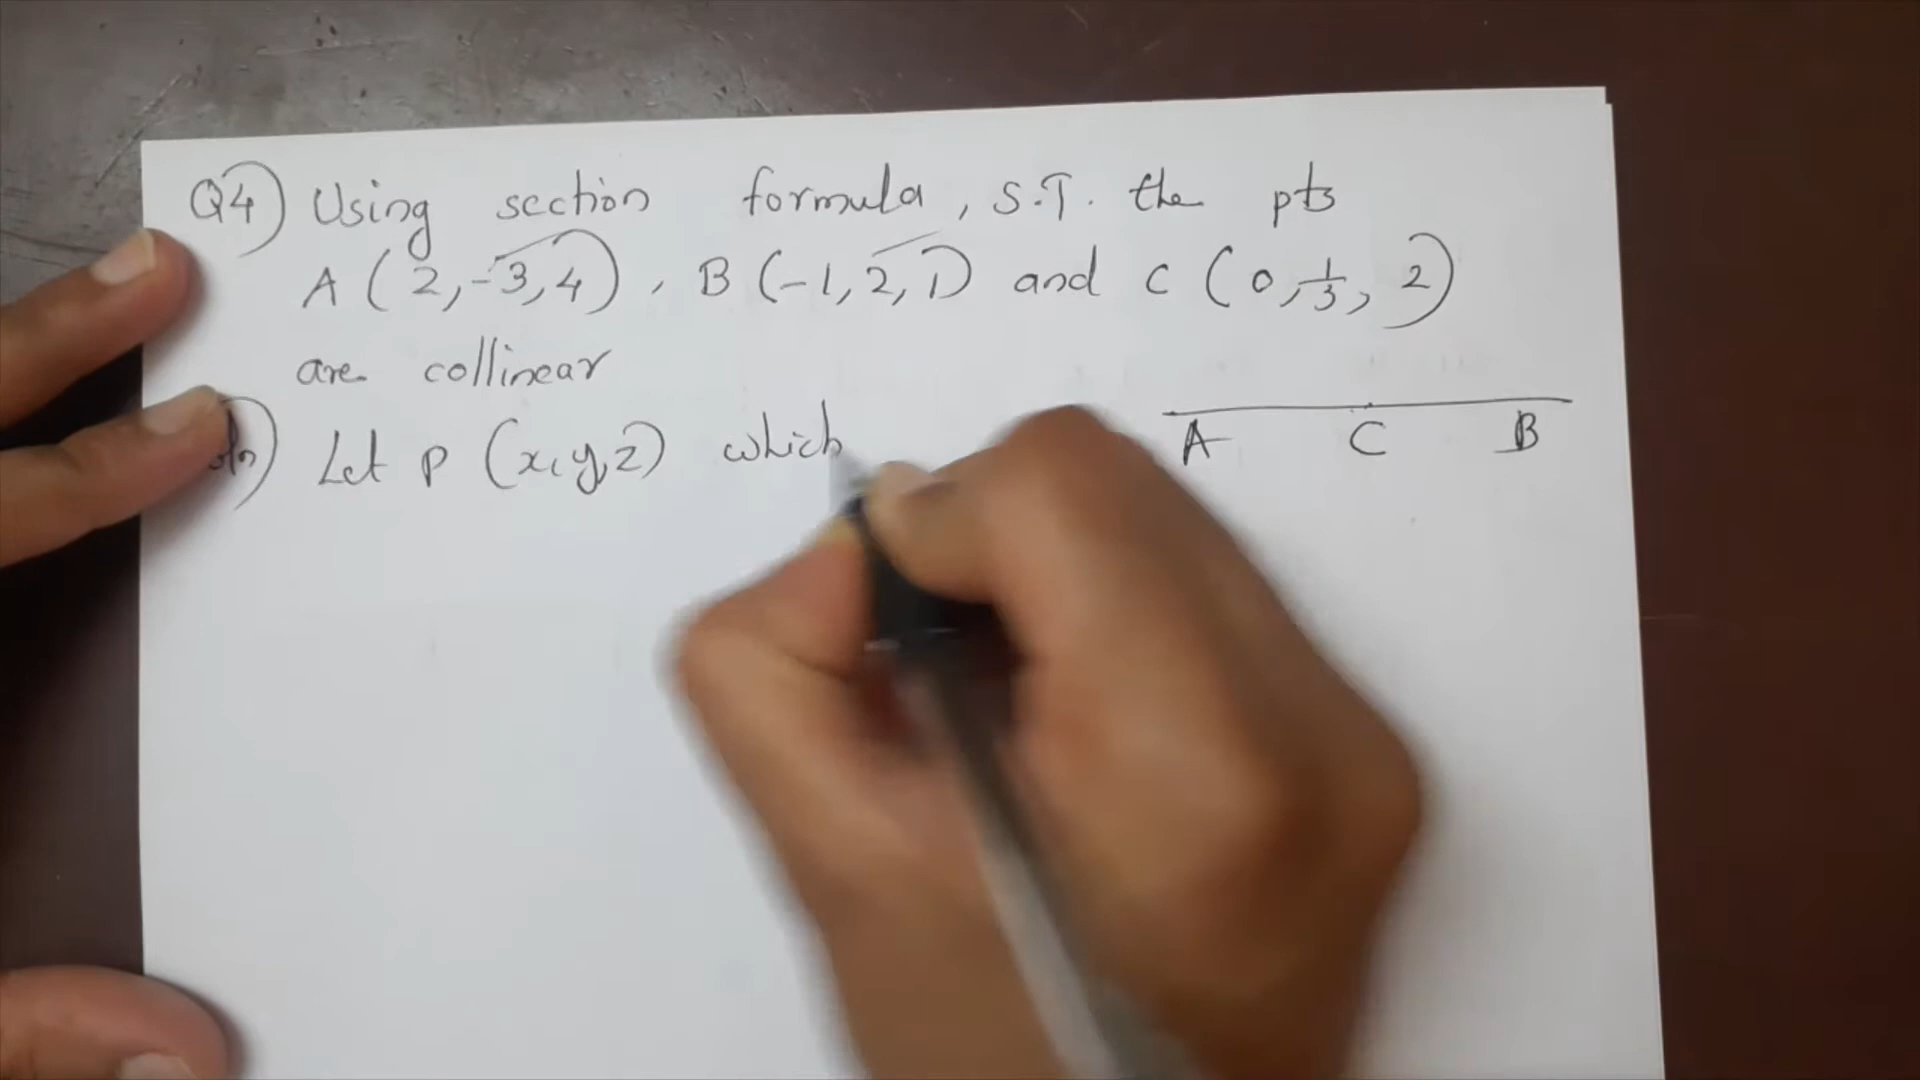 Q4) Using section formula, S.T. the pts
A (2, -3, 4), B (-1, 2, 1) and C (0, 1/3, 2)
are collinear
Let P (x, y, z) which
A C B